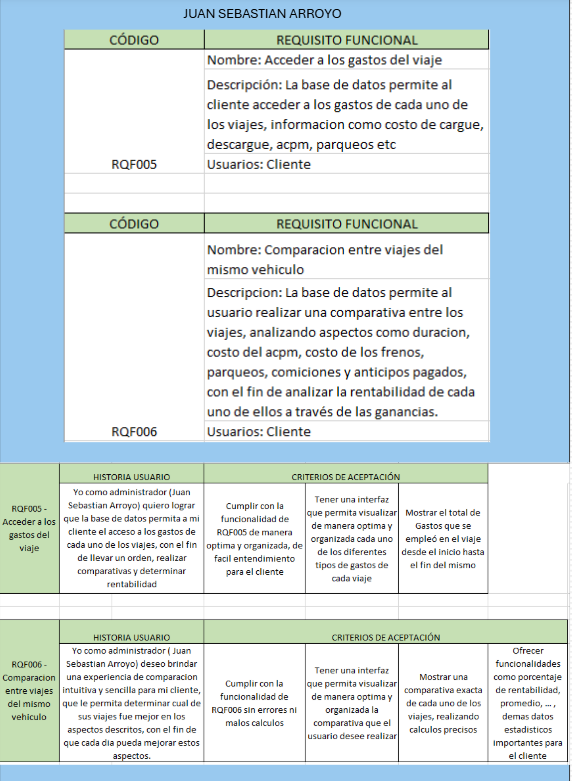 JUAN SEBASTIAN ARROYO
CÓDIGO
REQUISITO FUNCIONAL
Nombre: Acceder a los gastos del viaje
Descripción: La base de datos permite al
cliente acceder a los gastos de cada uno de
los viajes, informacion como costo de cargue,
descargue, acpm, parqueos etc
RQF005
Usuarios: Cliente
CÓDIGO
REQUISITO FUNCIONAL
Nombre: Comparacion entre viajes del
mismo vehiculo
Descripcion: La base de datos permite al
usuario realizar una comparativa entre los
viajes, analizando aspectos como duracion,
costo del acpm, costo de los frenos,
parqueos, comiciones y anticipos pagados,
con el fin de analizar la rentabilidad de cada
uno de ellos a través de las ganancias.
RQF006
Usuarios: Cliente
HISTORIA USUARIO
CRITERIOS DE ACEPTACIÓN
RQF005 -
Acceder a los
gastos del
viaje
Yo como administrador (Juan
Sebastian Arroyo) quiero lograr
que la base de datos permita a mi
cliente el acceso a los gastos de
cada uno de los viajes, con el fin
de llevar un orden, realizar
comparativas y determinar
rentabilidad
Cumplir con la
funcionalidad de
RQF005 de manera
optima y organizada, de
facil entendimiento
para el cliente
Tener una interfaz
que permita visualizar
de manera optima y
organizada cada uno
de los diferentes
tipos de gastos de
cada viaje
Mostrar el total de
Gastos que se
empleó en el viaje
desde el inicio hasta
el fin del mismo
HISTORIA USUARIO
CRITERIOS DE ACEPTACIÓN
RQF006 -
Comparacion
entre viajes
del mismo
vehiculo
Yo como administrador ( Juan
Sebastian Arroyo) deseo brindar
una experiencia de comparacion
intuitiva y sencilla para mi cliente,
que le permita determinar cual de
sus viajes fue mejor en los
aspectos descritos, con el fin de
que cada dia pueda mejorar estos
aspectos.
Cumplir con la
funcionalidad de
RQF006 sin errores ni
malos calculos
Tener una interfaz
que permita visualizar
de manera optima y
organizada la
comparativa que el
usuario desee realizar
Mostrar una
comparativa exacta
de cada uno de los
viajes, realizando
calculos precisos
Ofrecer
funcionalidades
como porcentaje
de rentabilidad,
promedio, ... ,
demas datos
estadisticos
importantes para
el cliente